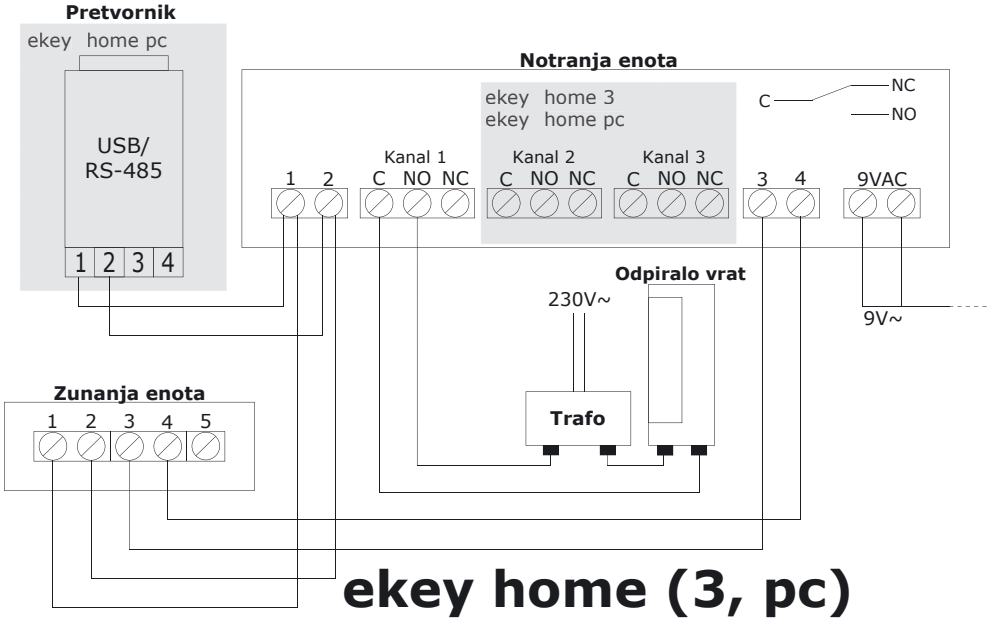 Pretvornik
ekey home pc
USB/
RS-485
1 2 3 4
Notranja enota
ekey home 3
ekey home pc
C NC
NO
Kanal 1 Kanal 2 Kanal 3
1 2 C NO NC C NO NC C NO NC 3 4 9VAC
Odpiralo vrat
230V~
9V~
Trafo
Zunanja enota
1 2 3 4 5
ekey home (3, pc)